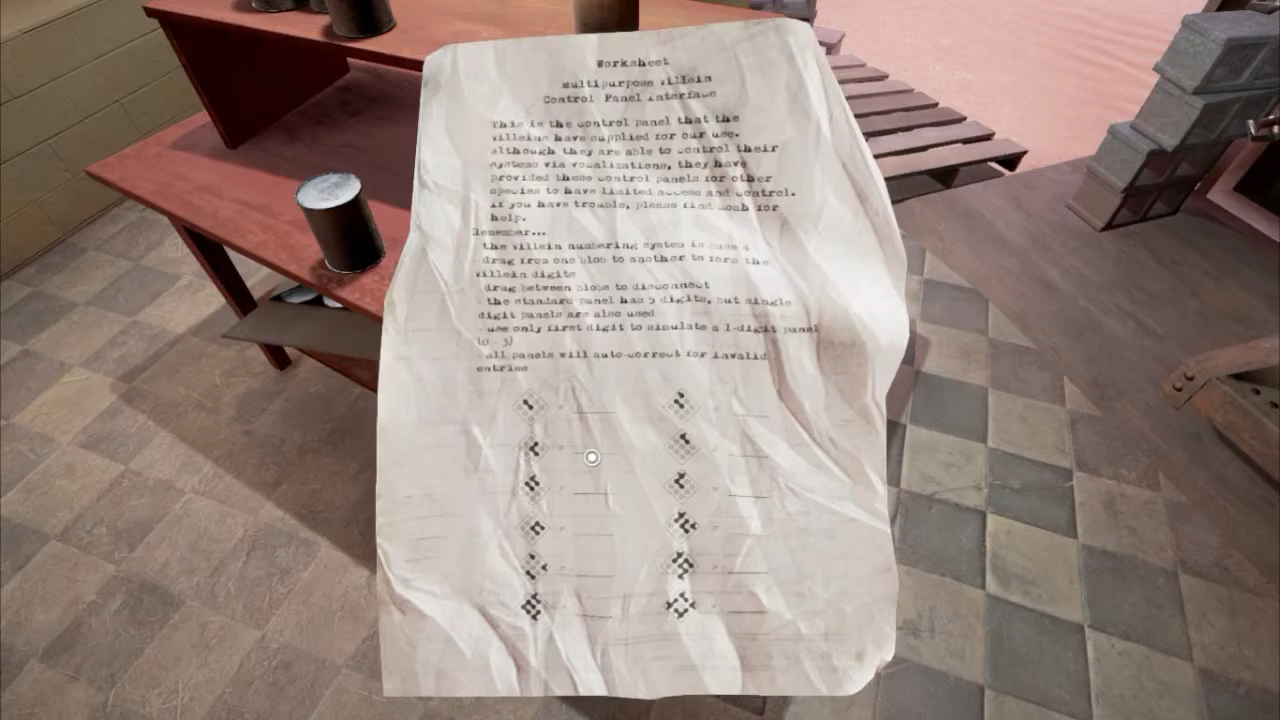 Worksheet
multipurpose villein
Control Panel interface
This is the control panel that the
villeins have supplied for our use.
although they are able to control their
systems via vocalizations, they have
provided these control panels for other
species to have limited access and control.
if you have trouble, please find
help.
Remember...
the villein numbering system is base 4
- drag from one blob to another to form the
villein digits
drag between blobs to disconnect
- the standard panel has digits, but single
digit panels are also used
- use only first digit to simulate a 1-digit panel
(0 - 3)
- all panels will auto-correct for invalid
entries